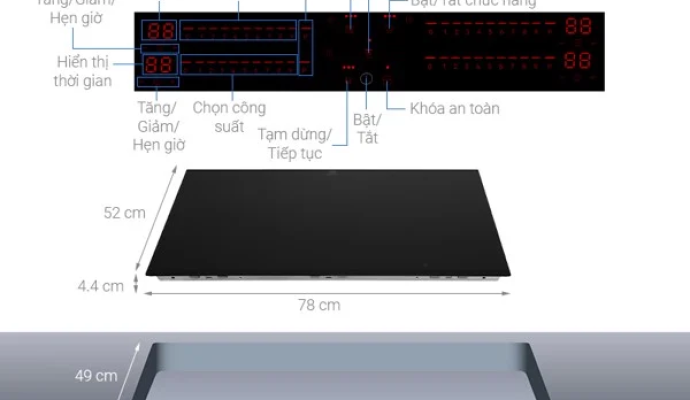 Tăng/Giảm/
Hẹn giờ
Bật/Tắt chức năng
88
88
Hiển thị
thời gian
88
88
Tăng/
Giảm/
Hẹn giờ
Chọn công
suất
Tạm dừng/
Tiếp tục
Bật/
Tắt
Khóa an toàn
52 cm
4.4 cm
78 cm
49 cm